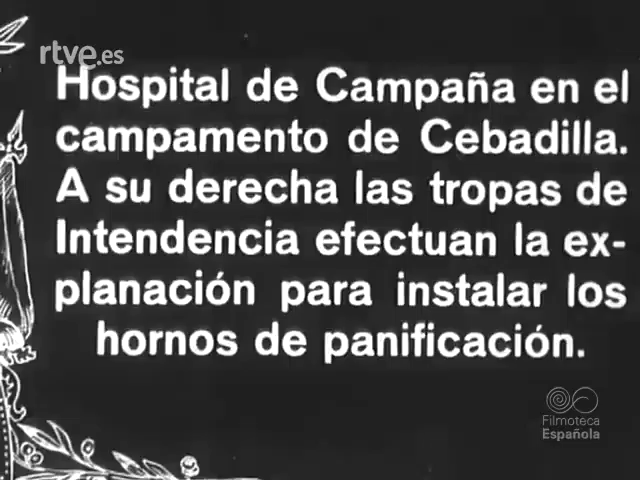 rtve.es
Hospital de Campaña en el
campamento de Cebadilla.
A su derecha las tropas de
Intendencia efectuan la ex-
planación para instalar los
hornos de panificación.
Filmoteca
Española